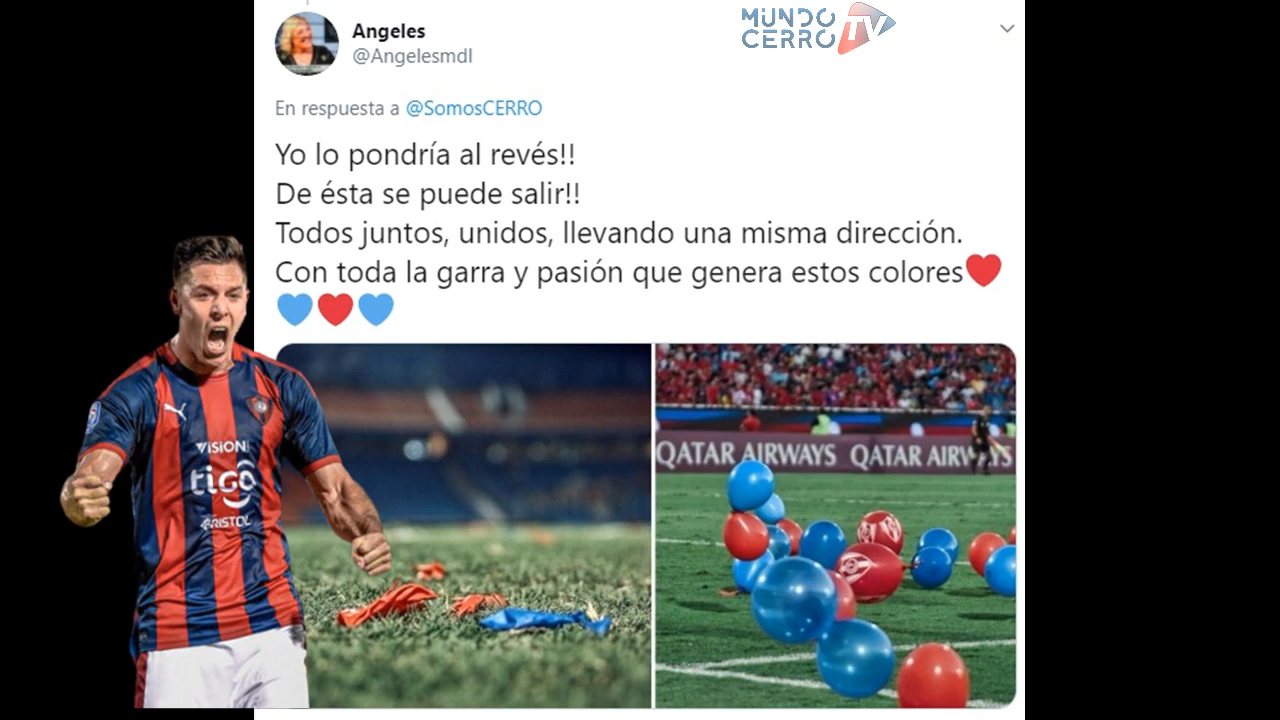 MUNDO
CERRO TV
Angeles
@Angelesmdl
En respuesta a @SomosCERRO
Yo lo pondría al revés!!
De ésta se puede salir!!
Todos juntos, unidos, llevando una misma dirección.
Con toda la garra y pasión que genera estos colores❤️
💙❤️💙
VISION
tigo
CRISTOL
QATAR AIRWAYS QATAR AIRWAYS